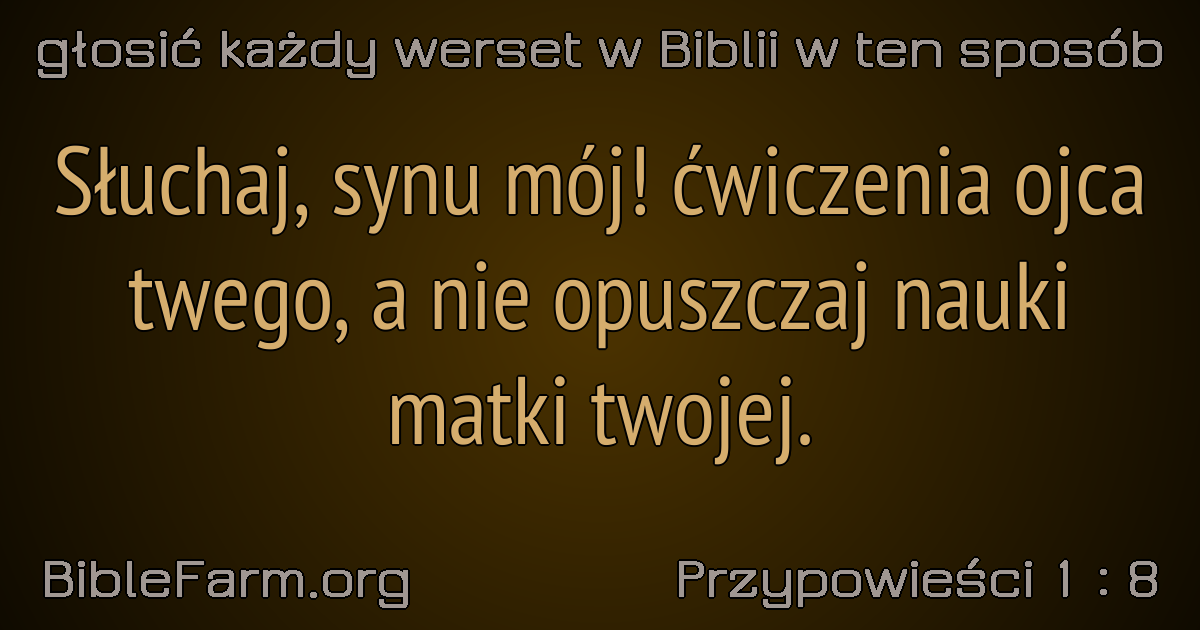 głosić każdy werset w Biblii w ten sposób
Słuchaj, synu mój! ćwiczenia ojca
twego, a nie opuszczaj nauki
matki twojej.
BibleFarm.org
Przypowieści 1 : 8